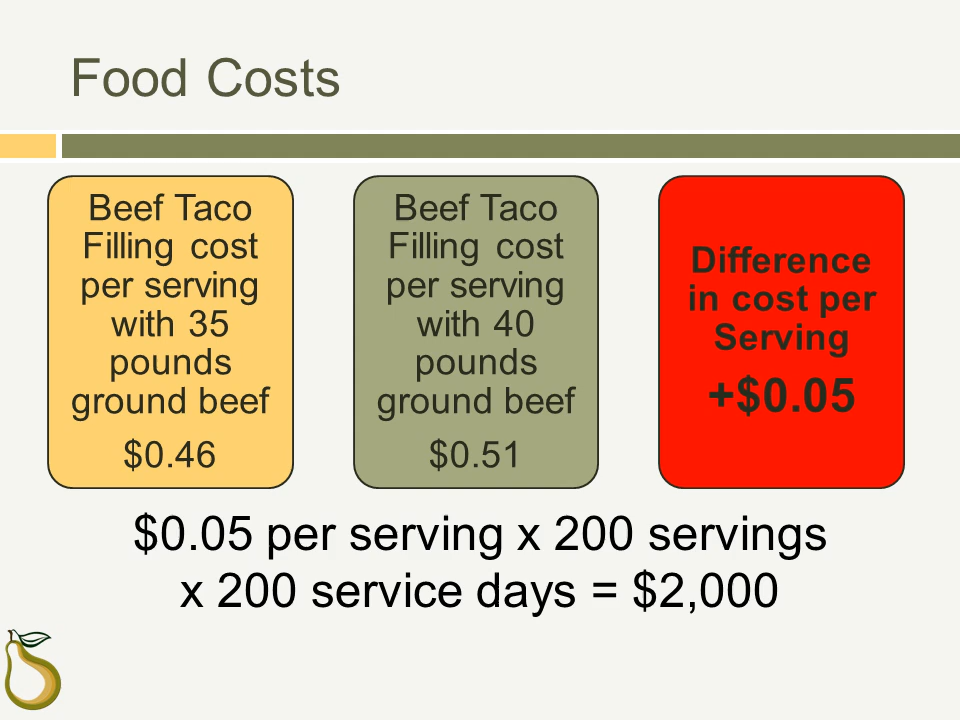 Food Costs
Beef Taco
Filling cost
per serving
with 35
pounds
ground beef
$0.46
Beef Taco
Filling cost
per serving
with 40
pounds
ground beef
$0.51
Difference
in cost per
Serving
+$0.05
$0.05 per serving x 200 servings
x 200 service days = $2,000